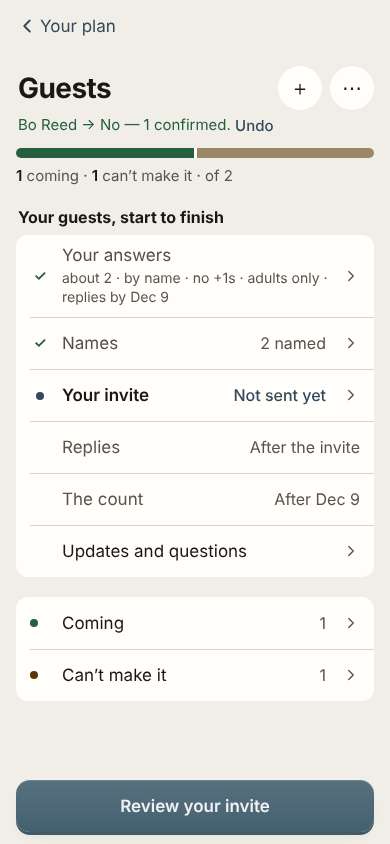 Your plan
Guests
+ ···
Bo Reed → No — 1 confirmed. Undo
1 coming · 1 can’t make it · of 2
Your guests, start to finish
Your answers
about 2 · by name · no +1s · adults only ·
replies by Dec 9
Names 2 named
Your invite Not sent yet
Replies After the invite
The count After Dec 9
Updates and questions
Coming 1
Can’t make it 1
Review your invite